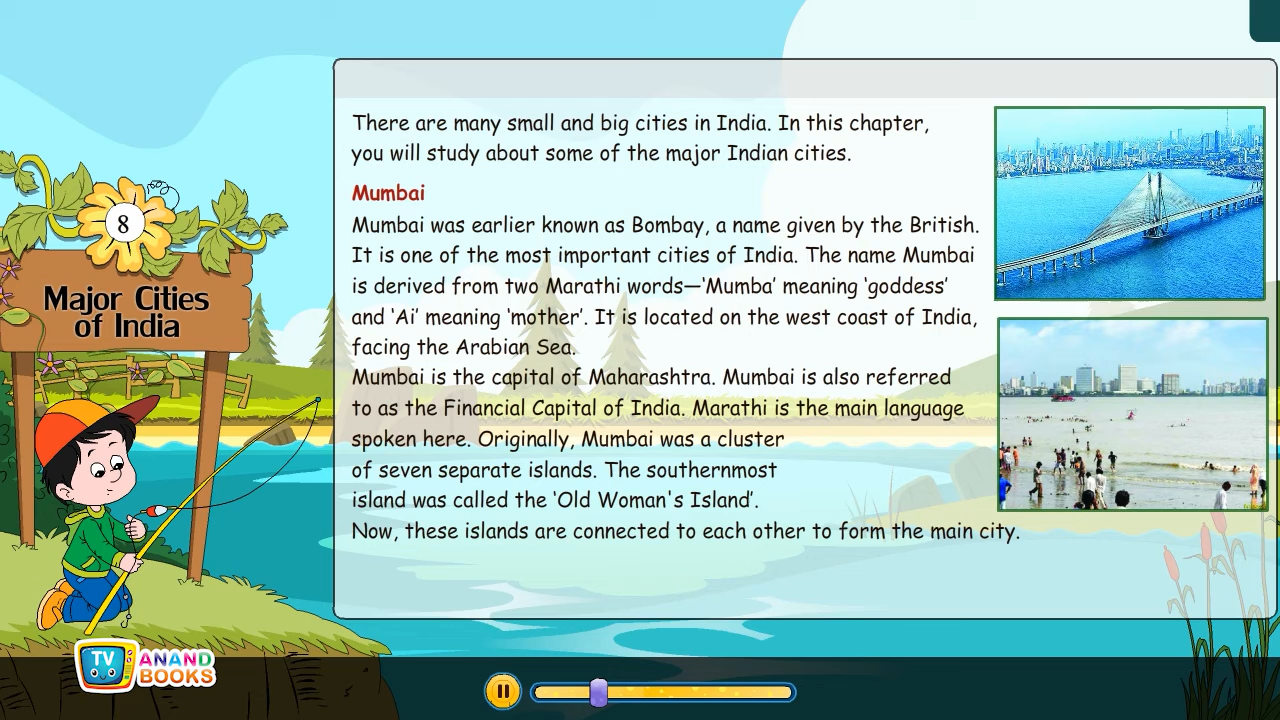 8
Major Cities
of India
There are many small and big cities in India. In this chapter,
you will study about some of the major Indian cities.
Mumbai
Mumbai was earlier known as Bombay, a name given by the British.
It is one of the most important cities of India. The name Mumbai
is derived from two Marathi words—‘Mumba’ meaning ‘goddess’
and ‘Ai’ meaning ‘mother’. It is located on the west coast of India,
facing the Arabian Sea.
Mumbai is the capital of Maharashtra. Mumbai is also referred
to as the Financial Capital of India. Marathi is the main language
spoken here. Originally, Mumbai was a cluster
of seven separate islands. The southernmost
island was called the ‘Old Woman's Island’.
Now, these islands are connected to each other to form the main city.
TV
ANAND
BOOKS